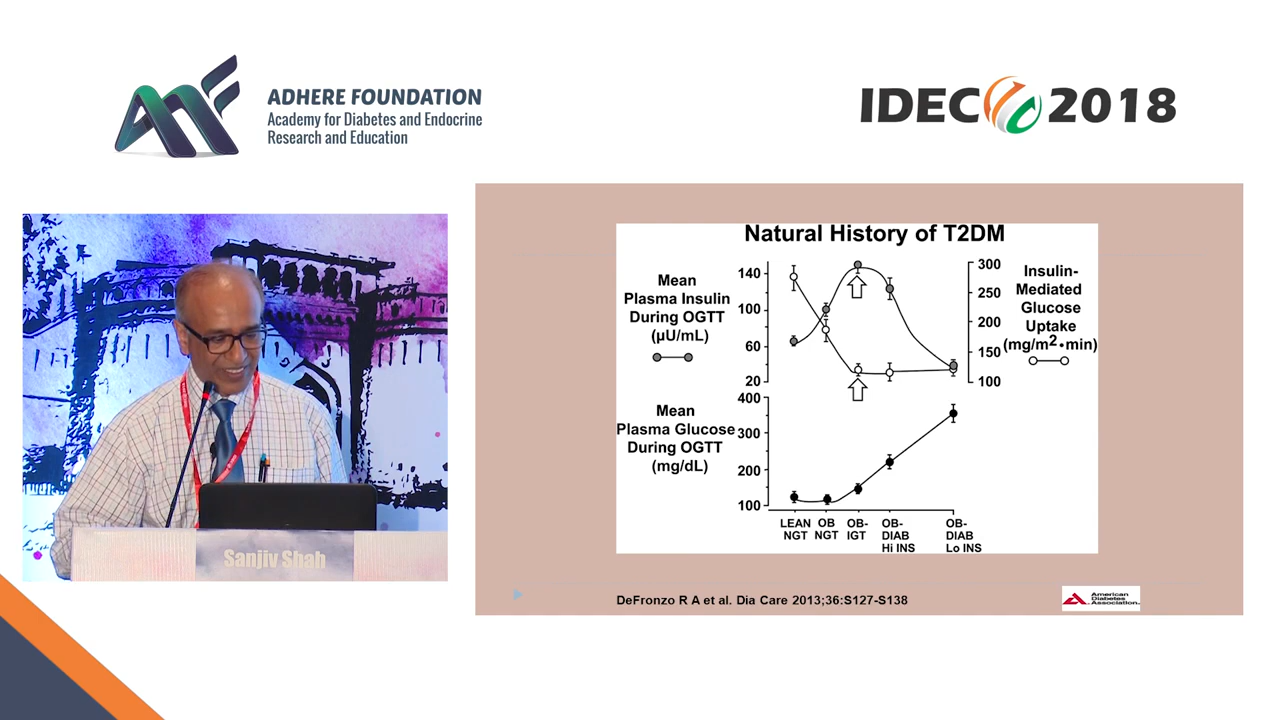 ADHERE FOUNDATION
Academy for Diabetes and Endocrine
Research and Education
IDEC 2018
Sanjiv Shah
Natural History of T2DM
Mean
Plasma Insulin
During OGTT
(µU/mL)
140
100
60
20
300
250
200
150
100
Insulin-
Mediated
Glucose
Uptake
(mg/m²•min)
Mean
Plasma Glucose
During OGTT
(mg/dL)
400
300
200
100
LEAN
NGT
OB
NGT
OB-
IGT
OB-
DIAB
Hi INS
OB-
DIAB
Lo INS
DeFronzo R A et al. Dia Care 2013;36:S127-S138
American
Diabetes
Association.